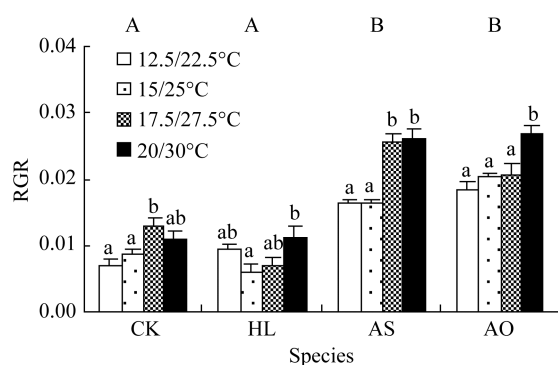 A A B B
0.04
0.03
0.02
0.01
0.00
RGR
12.5/22.5°C
15/25°C
17.5/27.5°C
20/30°C
a a b ab
ab a ab b
a a b b
a a a b
CK HL AS AO
Species